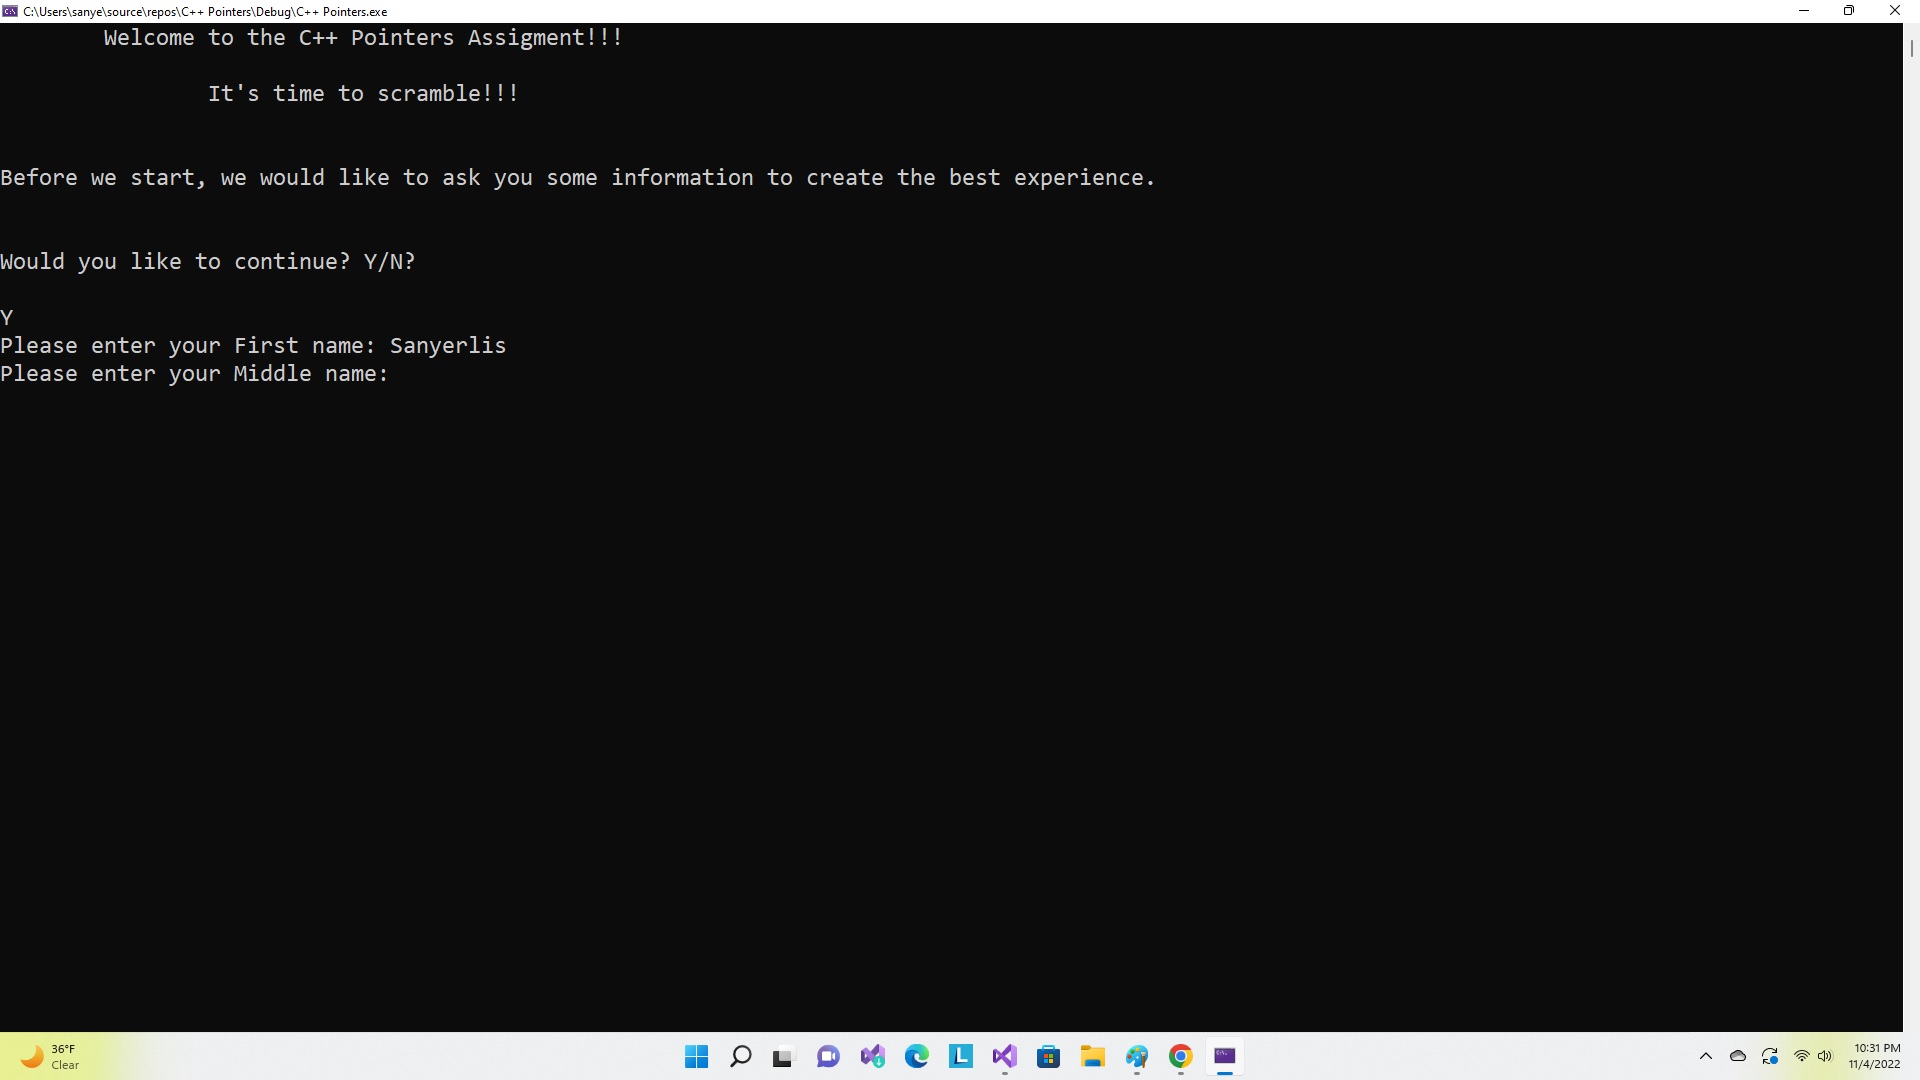 C:\Users\sanye\source\repos\C++ Pointers\Debug\C++ Pointers.exe
Welcome to the C++ Pointers Assigment!!!
It's time to scramble!!!
Before we start, we would like to ask you some information to create the best experience.
Would you like to continue? Y/N?
Y
Please enter your First name: Sanyerlis
Please enter your Middle name:
36°F
Clear
10:31 PM
11/4/2022